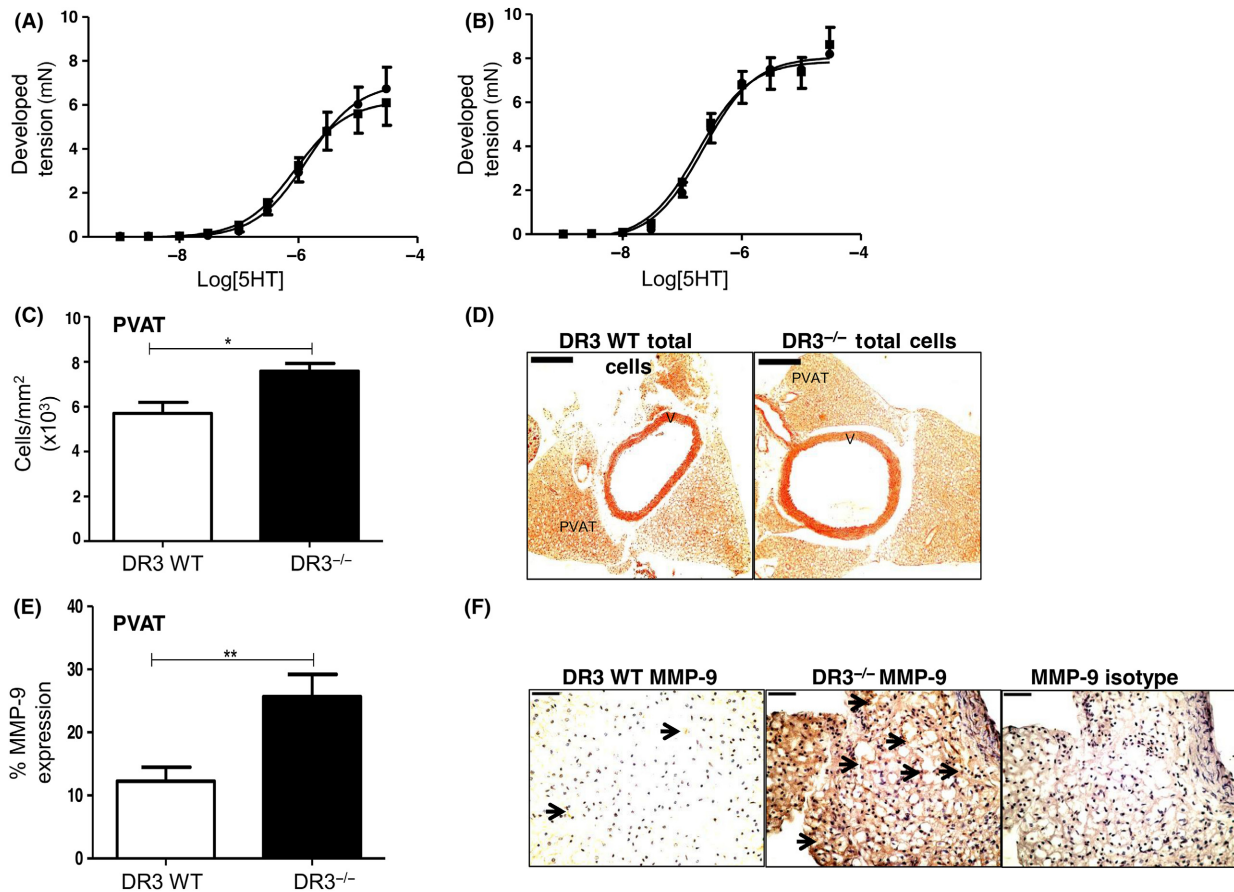 (A)
10
8
6
4
2
0
Developed
tension (mN)
−8
−6
−4
Log[5HT]
(B)
10
8
6
4
2
0
Developed
tension (mN)
−8
−6
−4
Log[5HT]
(C)
PVAT
*
10
8
6
4
2
0
Cells/mm²
(x10³)
DR3 WT
DR3⁻/⁻
(D)
DR3 WT total
cells
V
PVAT
DR3⁻/⁻ total cells
PVAT
V
(E)
PVAT
**
40
30
20
10
0
% MMP-9
expression
DR3 WT
DR3⁻/⁻
(F)
DR3 WT MMP-9
DR3⁻/⁻ MMP-9
MMP-9 isotype